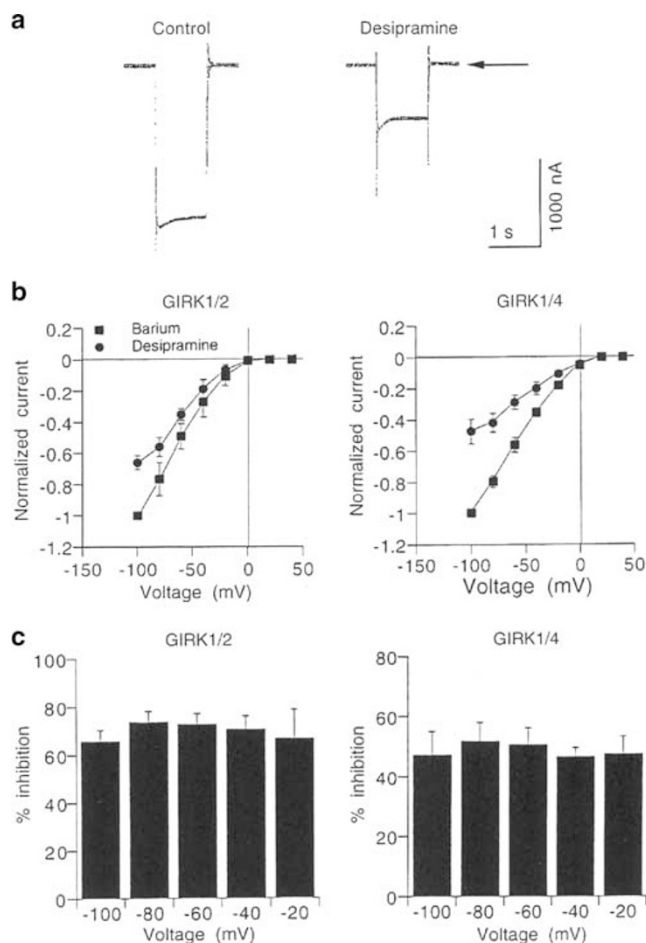 a
Control
Desipramine
1000 nA
1 s
b
GIRK1/2
GIRK1/4
Barium
Desipramine
0.2
0
-0.2
-0.4
-0.6
-0.8
-1
-1.2
Normalized current
-150 -100 -50 0 50
Voltage (mV)
0.2
0
-0.2
-0.4
-0.6
-0.8
-1
-1.2
Normalized current
-150 -100 -50 0 50
Voltage (mV)
c
GIRK1/2
GIRK1/4
100
80
60
40
20
0
% inhibition
-100 -80 -60 -40 -20
Voltage (mV)
80
60
40
20
0
% inhibition
-100 -80 -60 -40 -20
Voltage (mV)